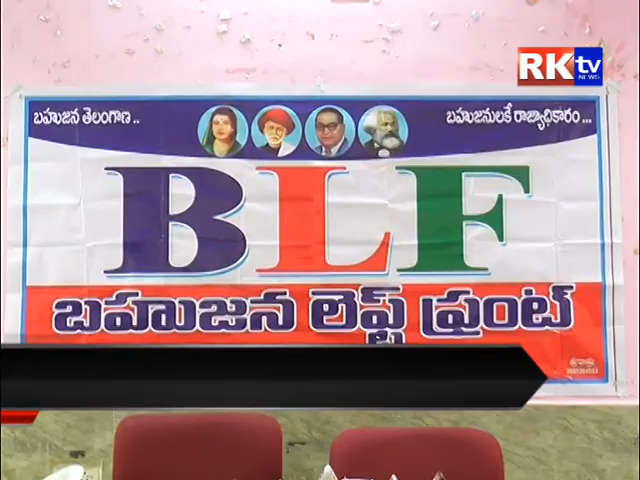 RK tv
NEWS
బహుజన తెలంగాణ..
బహుజనులకే రాజ్యాధికారం...
BLF
బహుజన లెఫ్ట్ ఫ్రంట్